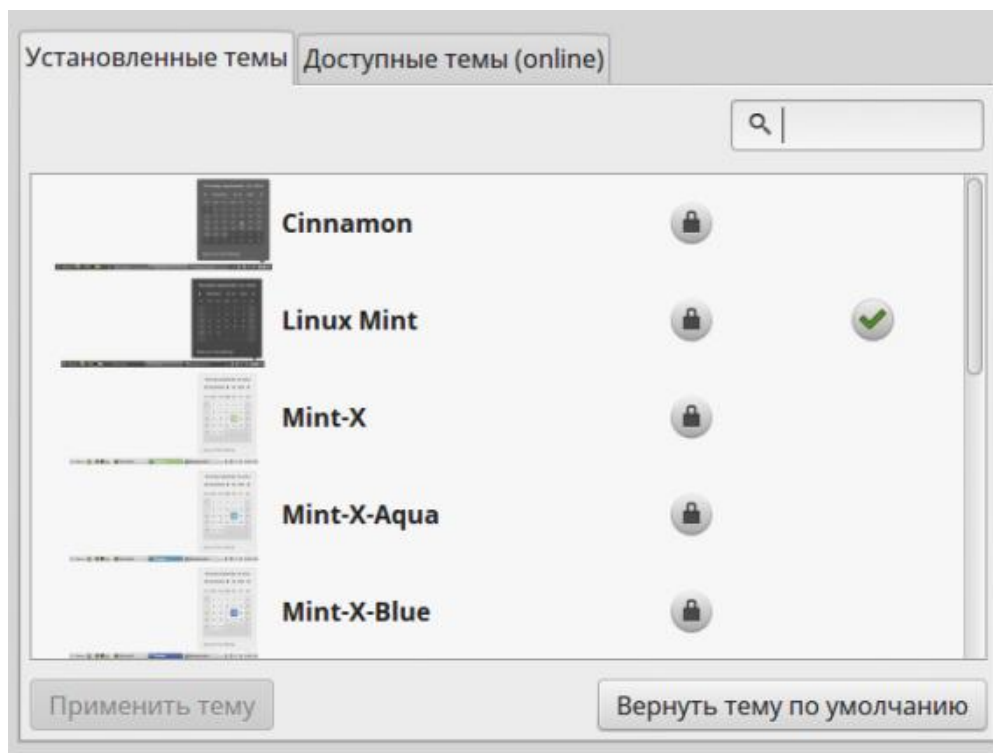 Установленные темы
Доступные темы (online)
Cinnamon
Linux Mint
Mint-X
Mint-X-Aqua
Mint-X-Blue
Применить тему
Вернуть тему по умолчанию